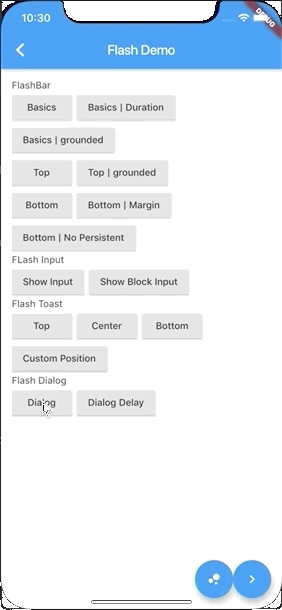 10:30
DEBUG
Flash Demo
FlashBar
Basics Basics | Duration
Basics | grounded
Top Top | grounded
Bottom Bottom | Margin
Bottom | No Persistent
FLash Input
Show Input Show Block Input
Flash Toast
Top Center Bottom
Custom Position
Flash Dialog
Dialog Dialog Delay